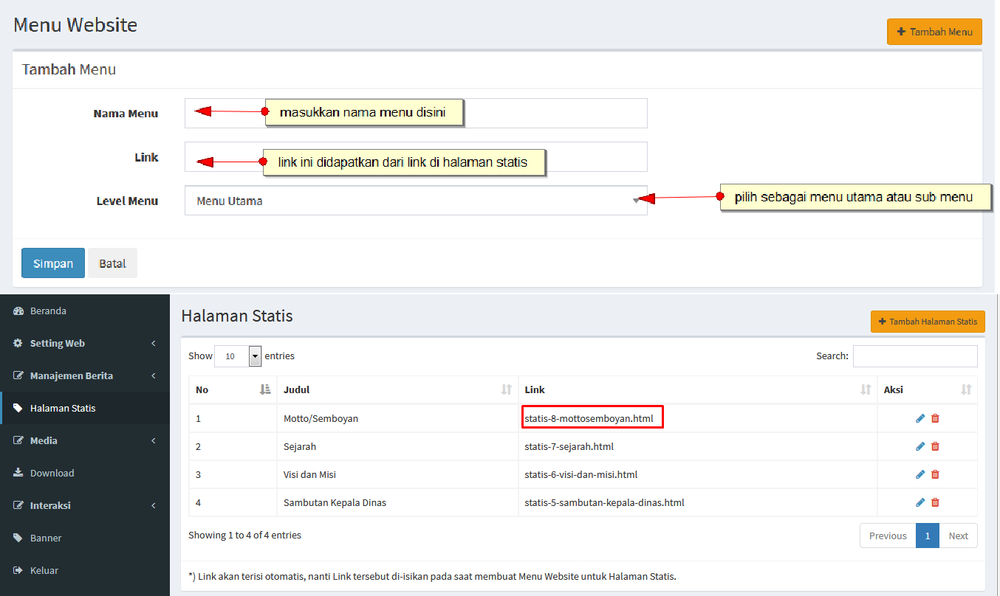 Menu Website
Tambah Menu
Tambah Menu
Nama Menu
masukkan nama menu disini
Link
link ini didapatkan dari link di halaman statis
Level Menu
Menu Utama
pilih sebagai menu utama atau sub menu
Simpan Batal
Beranda
Setting Web
Manajemen Berita
Halaman Statis
Media
Download
Interaksi
Banner
Keluar
Halaman Statis
Tambah Halaman Statis
Show 10 entries Search:
No Judul Link Aksi
1 Motto/Semboyan statis-8-mottosemboyan.html
2 Sejarah statis-7-sejarah.html
3 Visi dan Misi statis-6-visi-dan-misi.html
4 Sambutan Kepala Dinas statis-5-sambutan-kepala-dinas.html
Showing 1 to 4 of 4 entries Previous 1 Next
*) Link akan terisi otomatis, nanti Link tersebut di-isikan pada saat membuat Menu Website untuk Halaman Statis.